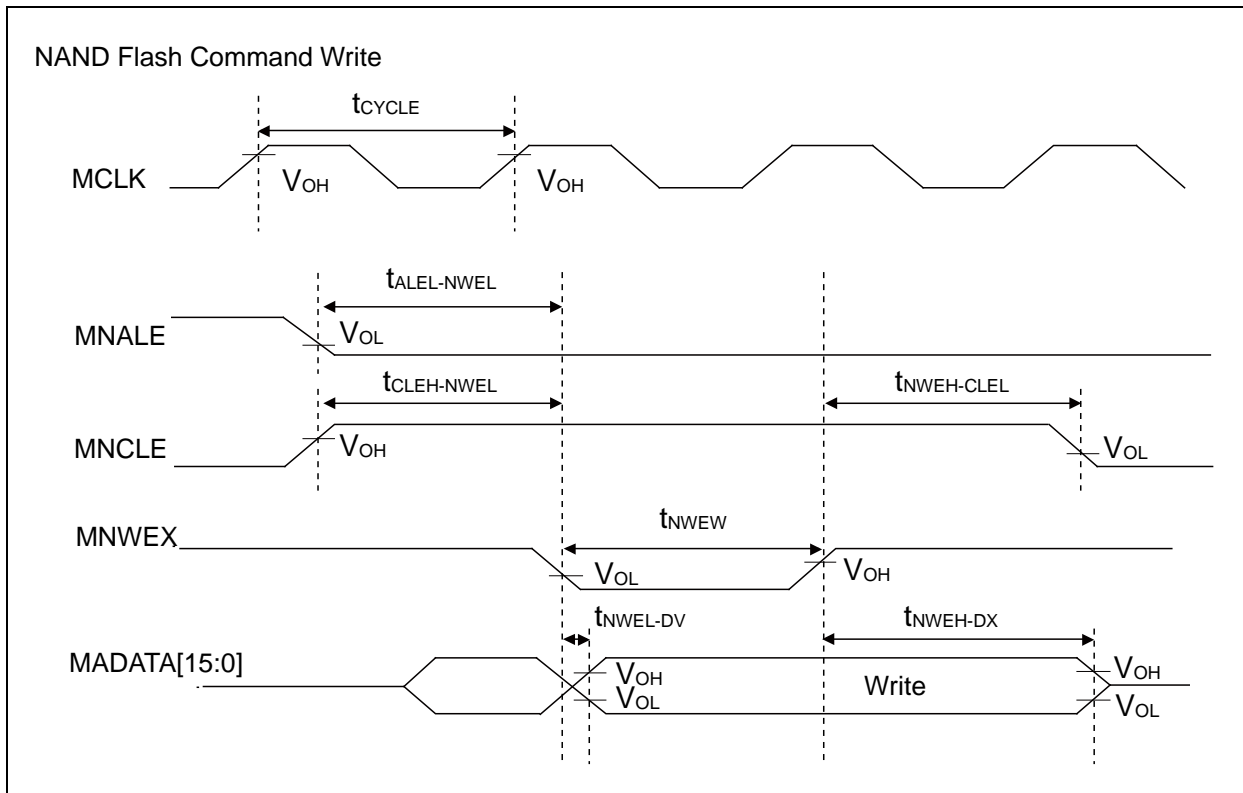 NAND Flash Command Write
tCYCLE
MCLK
VOH
VOH
tALEL-NWEL
MNALE
VOL
tCLEH-NWEL
tNWEH-CLEL
MNCLE
VOH
VOL
tNWEW
MNWEX
VOL
VOH
tNWEL-DV
tNWEH-DX
MADATA[15:0]
VOH
VOL
Write
VOH
VOL